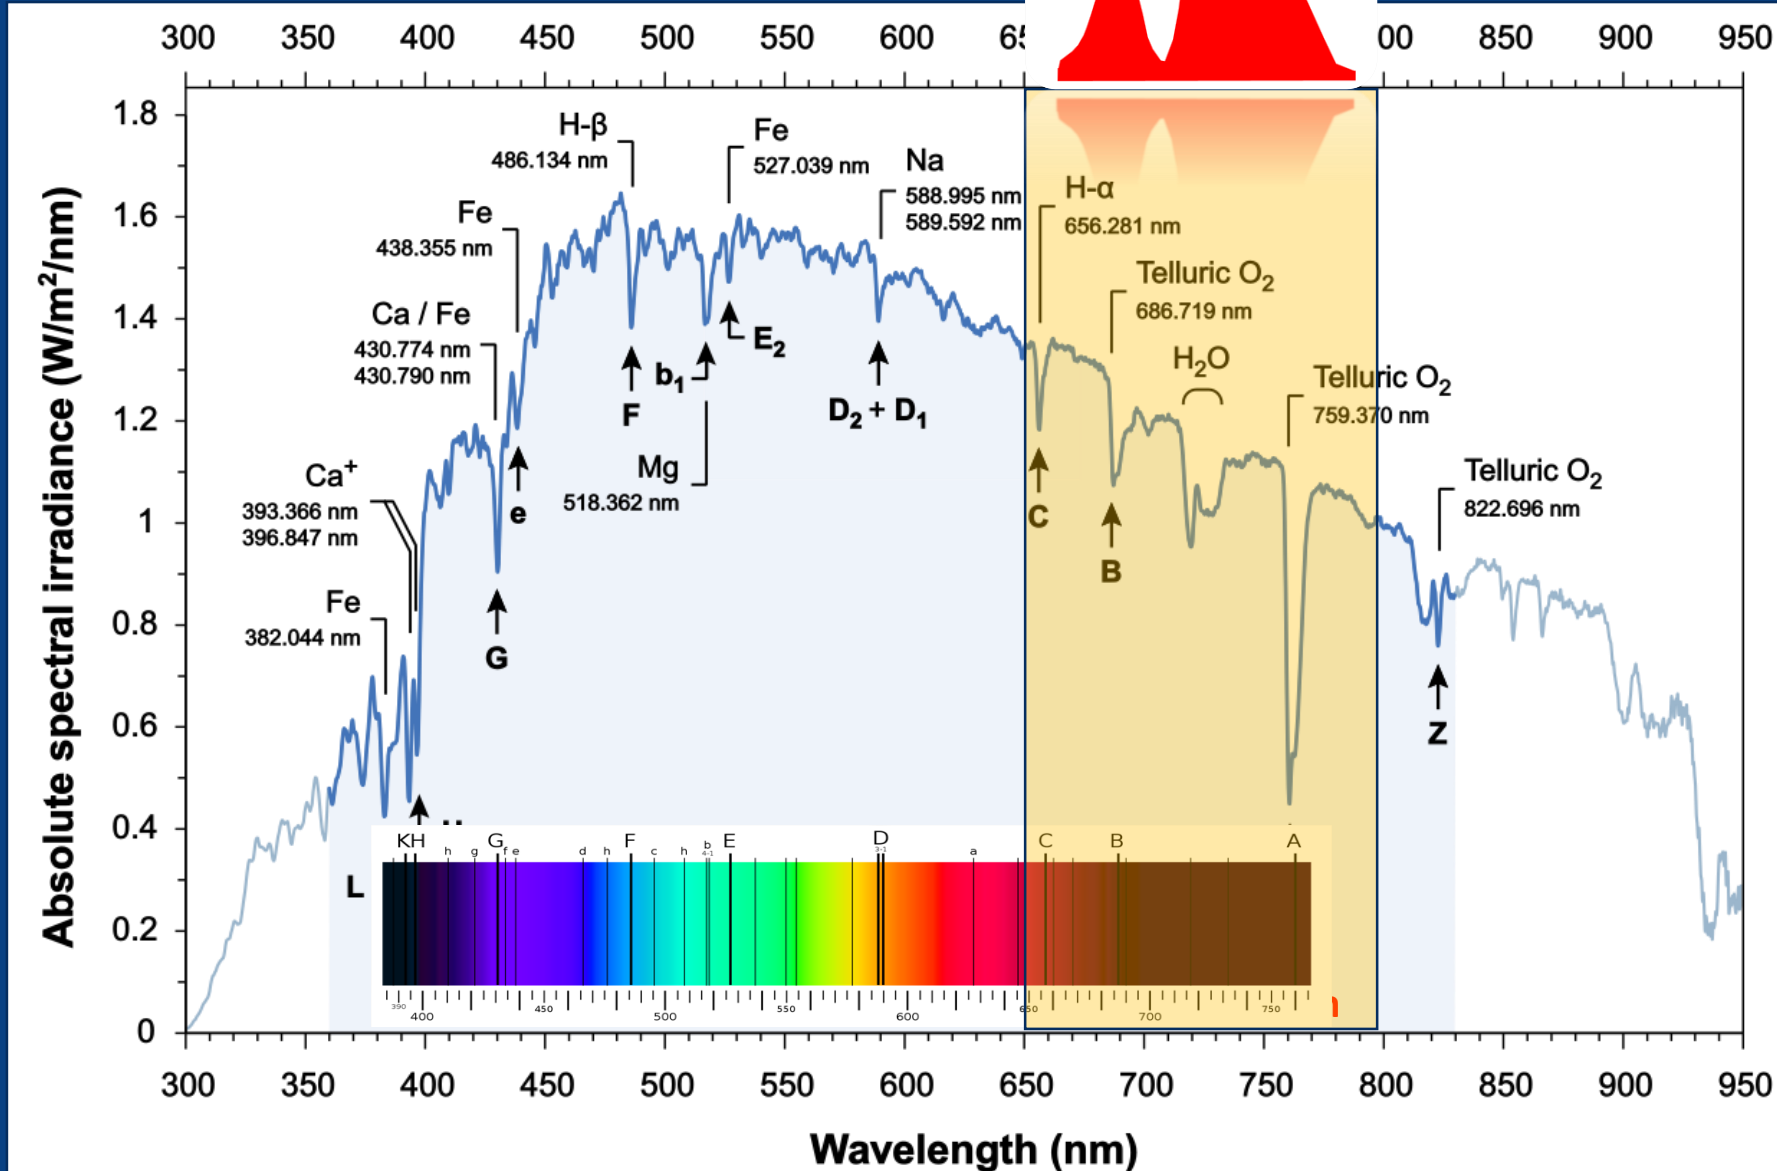 300 350 400 450 500 550 600 65 00 850 900 950
Absolute spectral irradiance (W/m²/nm)
1.8
1.6
1.4
1.2
1
0.8
0.6
0.4
0.2
0
H-β
486.134 nm
Fe
527.039 nm
Na
588.995 nm
589.592 nm
H-α
656.281 nm
Fe
438.355 nm
Telluric O₂
686.719 nm
Ca / Fe
430.774 nm
430.790 nm
H₂O
Telluric O₂
759.370 nm
E₂
b₁
F
D₂ + D₁
Mg
518.362 nm
Ca⁺
393.366 nm
396.847 nm
e
C
B
Telluric O₂
822.696 nm
Fe
382.044 nm
G
Z
L
K H G F E D C B A
h g f e d h c h b 4-1 3-1 a
390 400 450 500 550 600 650 700 750
300 350 400 450 500 550 600 650 700 750 800 850 900 950
Wavelength (nm)